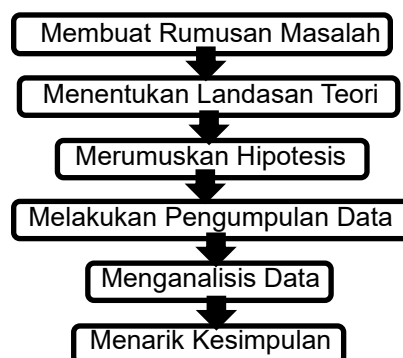 Membuat Rumusan Masalah
Menentukan Landasan Teori
Merumuskan Hipotesis
Melakukan Pengumpulan Data
Menganalisis Data
Menarik Kesimpulan